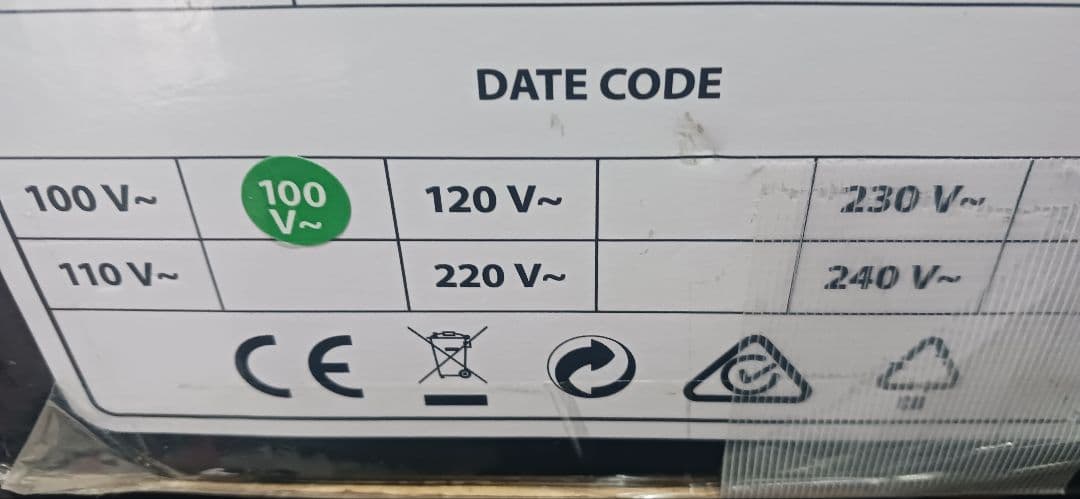 DATE CODE
100 V~
100
V~
120 V~
230 V~
110 V~
220 V~
240 V~
CE